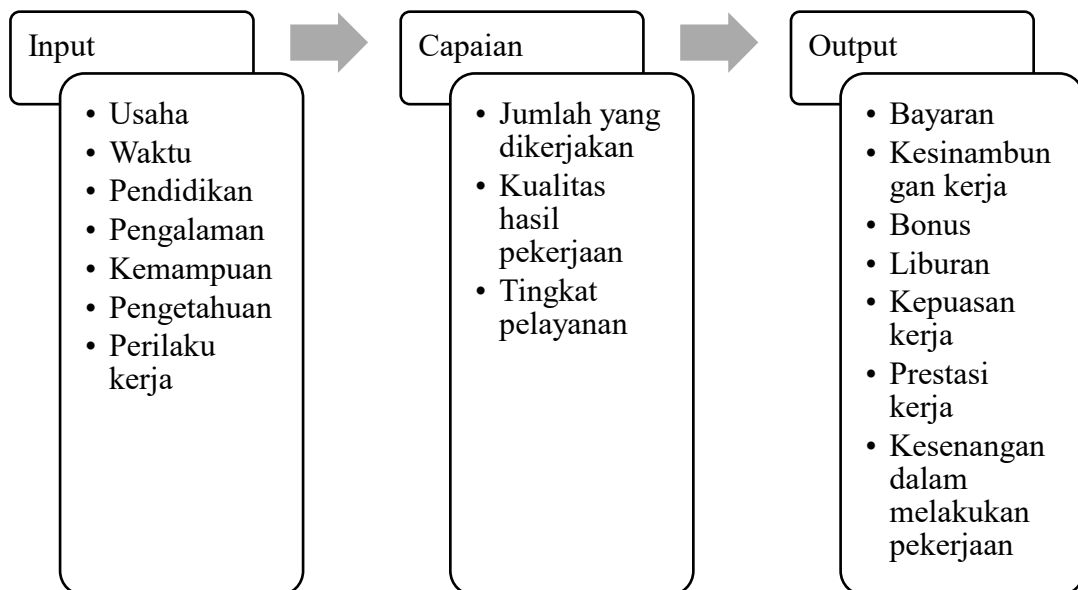 Input
• Usaha
• Waktu
• Pendidikan
• Pengalaman
• Kemampuan
• Pengetahuan
• Perilaku
kerja
Capaian
• Jumlah yang
dikerjakan
• Kualitas
hasil
pekerjaan
• Tingkat
pelayanan
Output
• Bayaran
• Kesinambun
gan kerja
• Bonus
• Liburan
• Kepuasan
kerja
• Prestasi
kerja
• Kesenangan
dalam
melakukan
pekerjaan